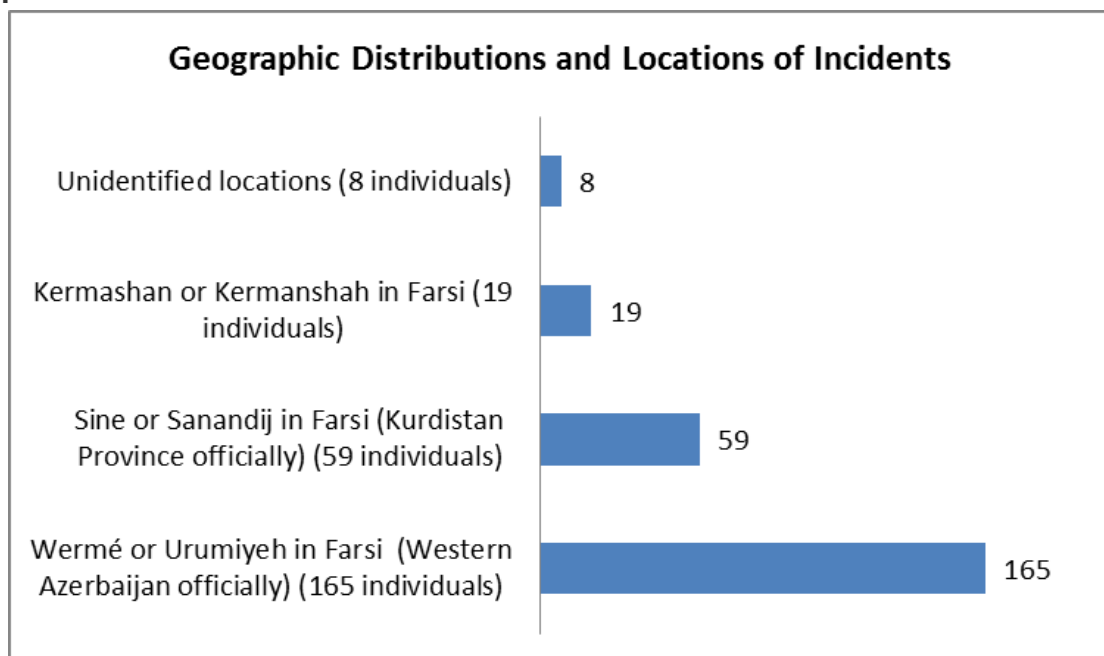 Geographic Distributions and Locations of Incidents
Unidentified locations (8 individuals)
8
Kermashan or Kermanshah in Farsi (19
individuals)
19
Sine or Sanandij in Farsi (Kurdistan
Province officially) (59 individuals)
59
Wermé or Urumiyeh in Farsi  (Western
Azerbaijan officially) (165 individuals)
165